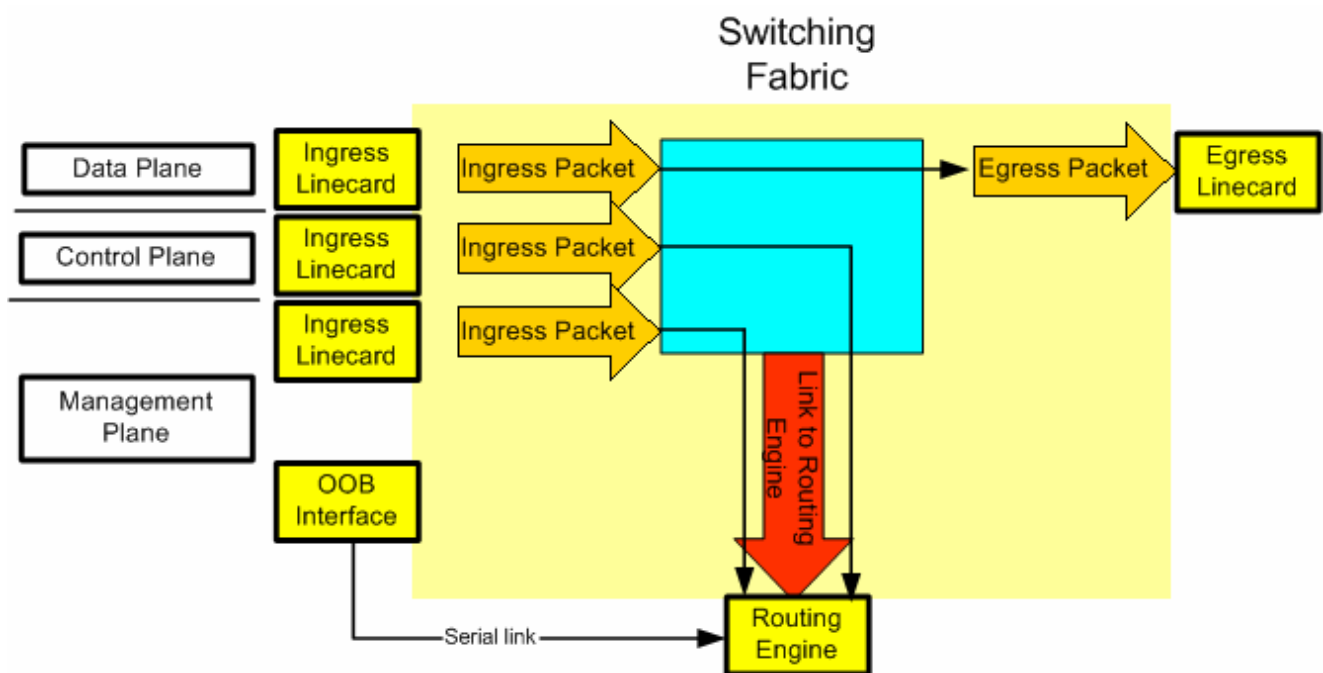 Switching
Fabric
Data Plane
Ingress
Linecard
Ingress Packet
Egress Packet
Egress
Linecard
Control Plane
Ingress
Linecard
Ingress Packet
Ingress
Linecard
Ingress Packet
Management
Plane
Link to Routing
Engine
OOB
Interface
Serial link
Routing
Engine